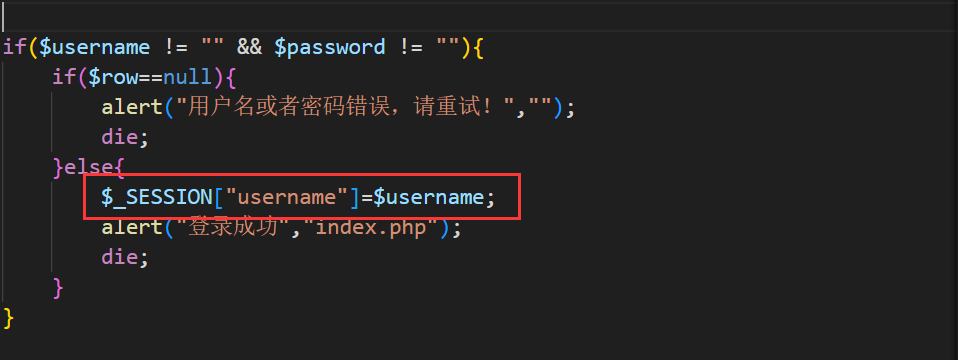 if($username != "" && $password != ""){
    if($row==null){
        alert("用户名或者密码错误，请重试！","");
        die;
    }else{
        $_SESSION["username"]=$username;
        alert("登录成功","index.php");
        die;
    }
}